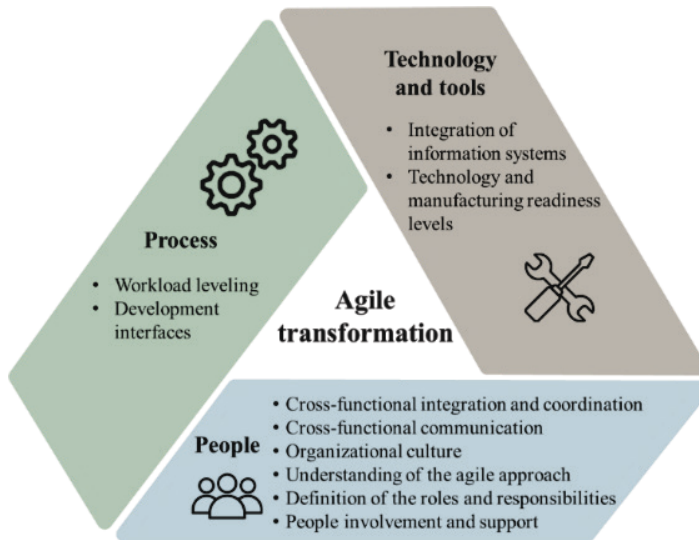 Technology
and tools
• Integration of
information systems
• Technology and
manufacturing readiness
levels
Process
• Workload leveling
• Development
interfaces
Agile
transformation
People
• Cross-functional integration and coordination
• Cross-functional communication
• Organizational culture
• Understanding of the agile approach
• Definition of the roles and responsibilities
• People involvement and support